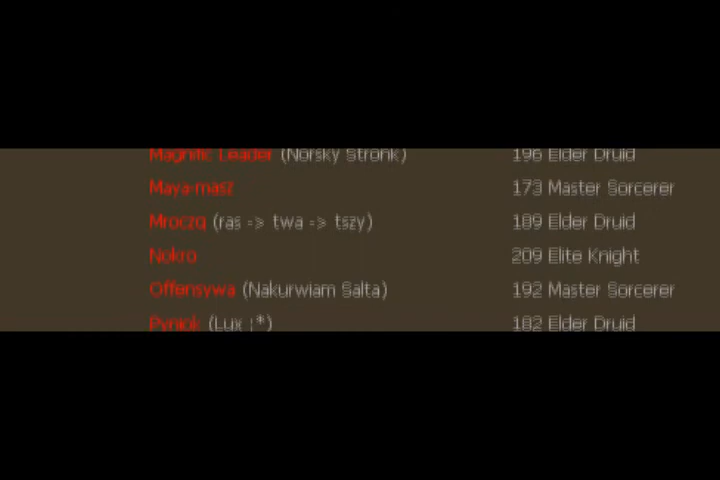 Magnific Leader (Norsky Stronk) 196 Elder Druid
Maya-masz 173 Master Sorcerer
Mroczq (ras -> twa -> tszy) 189 Elder Druid
Nokro 209 Elite Knight
Offensywa (Nakurwiam Salta) 192 Master Sorcerer
Pyniok (Lux ;*) 182 Elder Druid